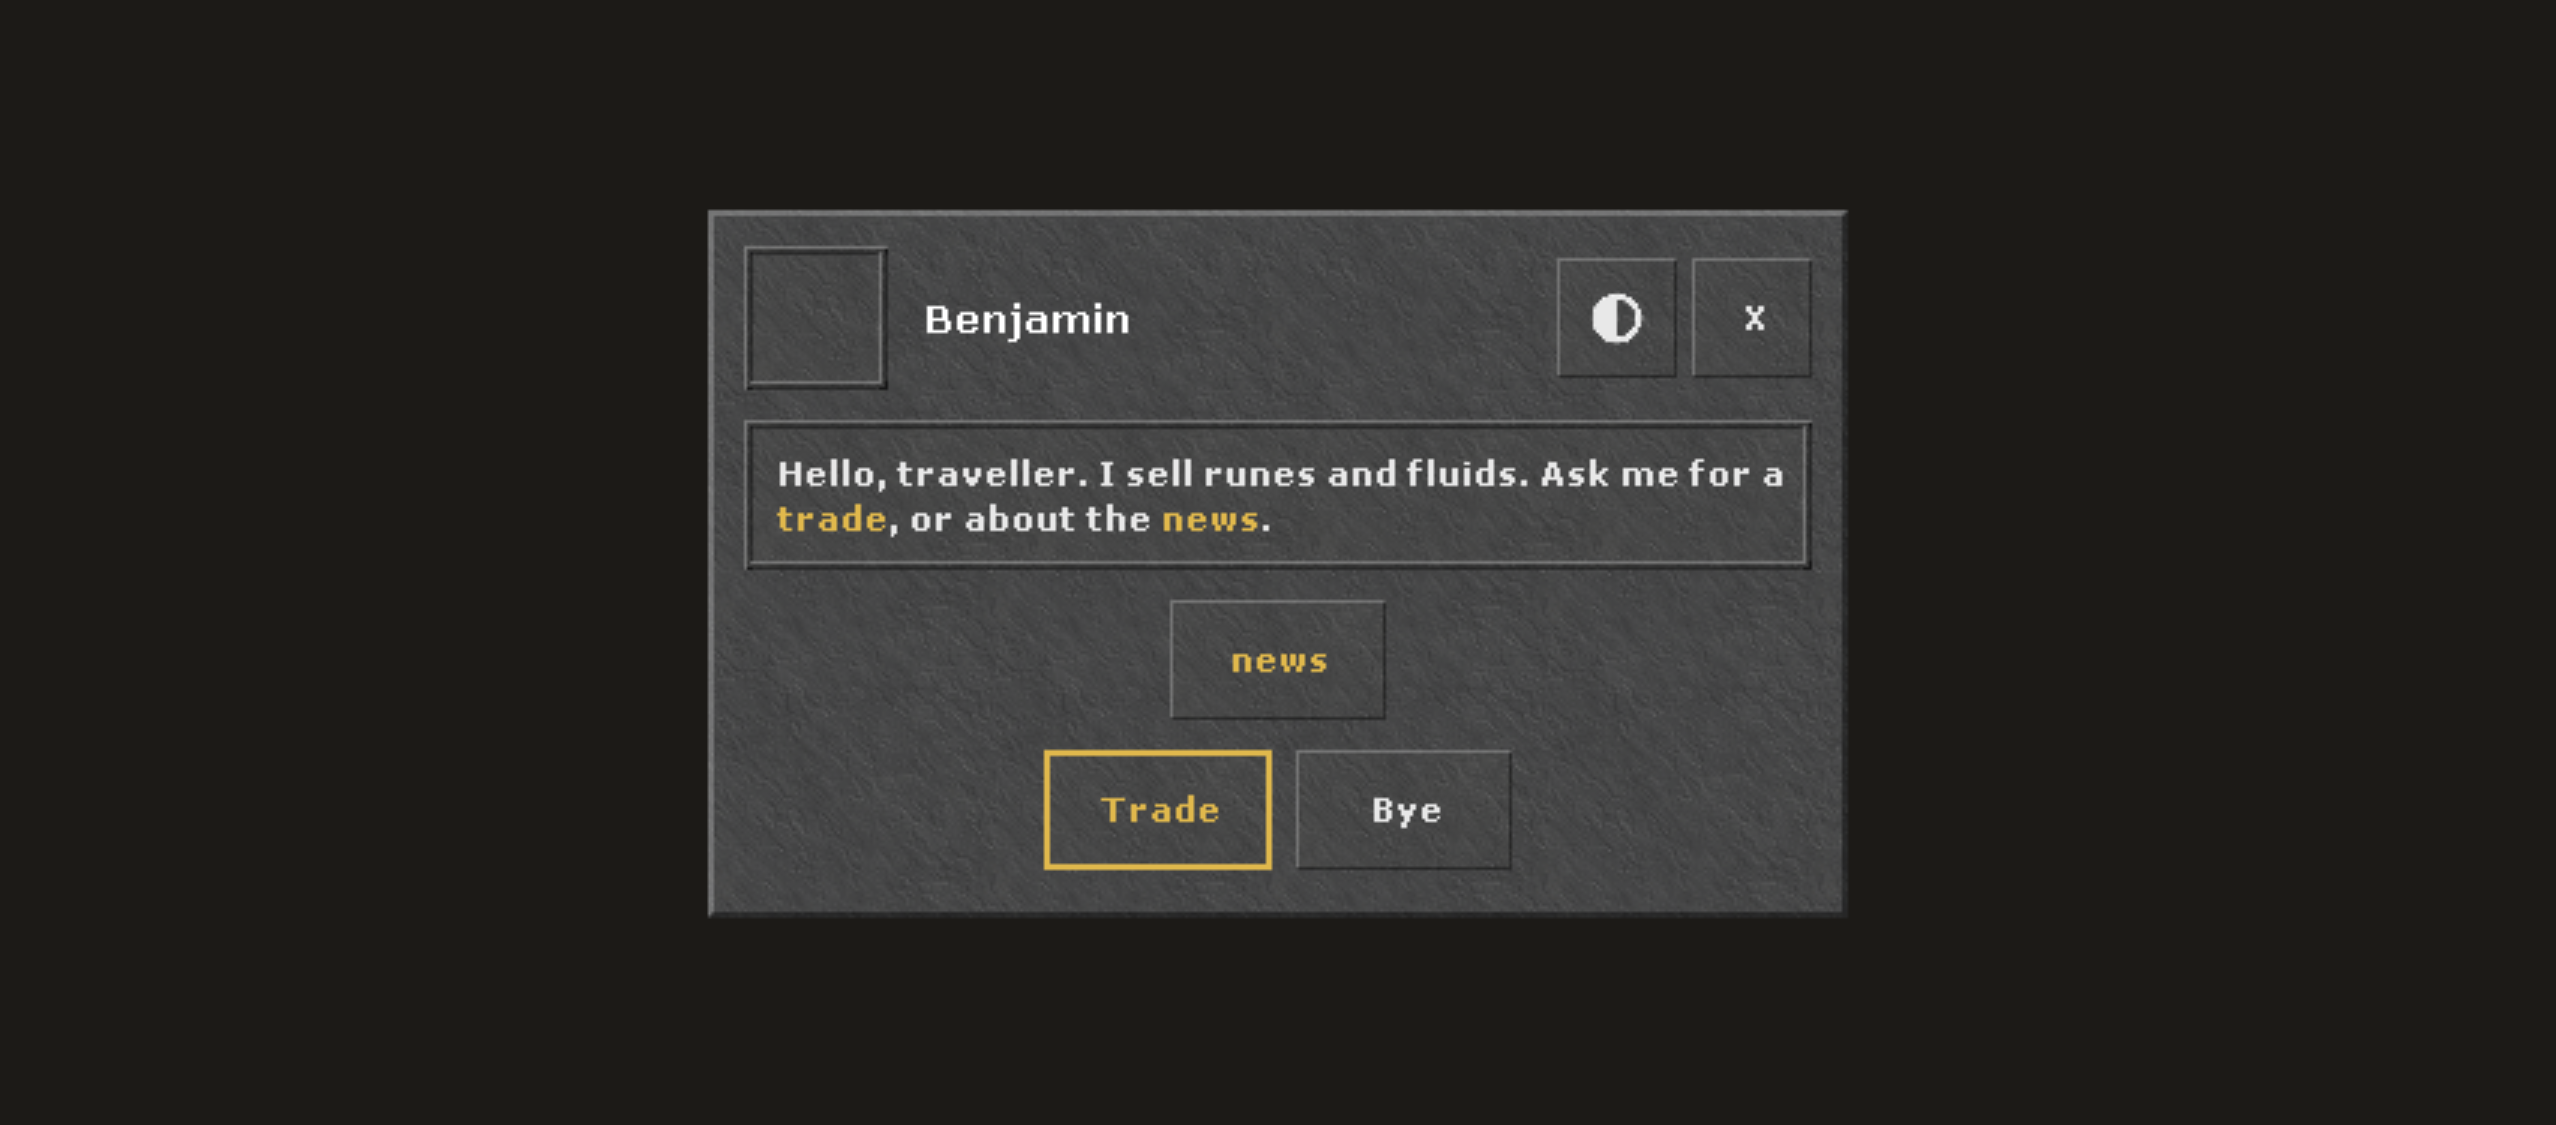 Benjamin
x
Hello, traveller. I sell runes and fluids. Ask me for a
trade, or about the news.
news
Trade
Bye